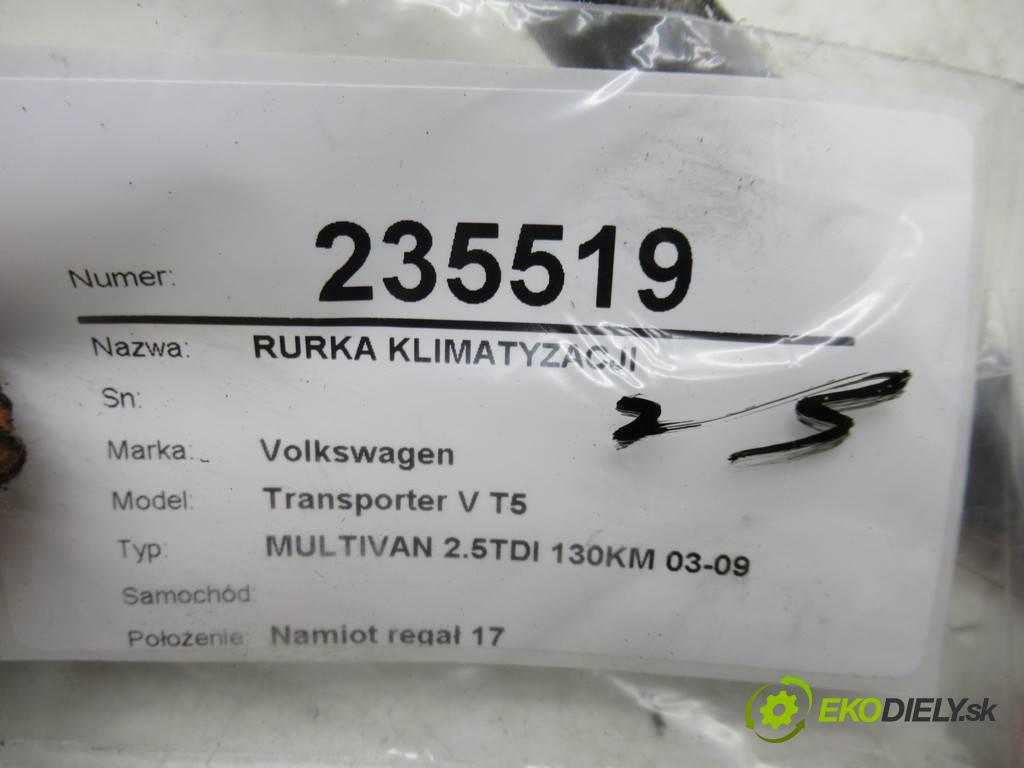 Numer: 235519
Nazwa: RURKA KLIMATYZACJI
Sn:
Marka: Volkswagen
Model: Transporter V T5
Typ: MULTIVAN 2.5TDI 130KM 03-09
Samochód:
Położenie: Namiot regał 17
EKODIELY.sk